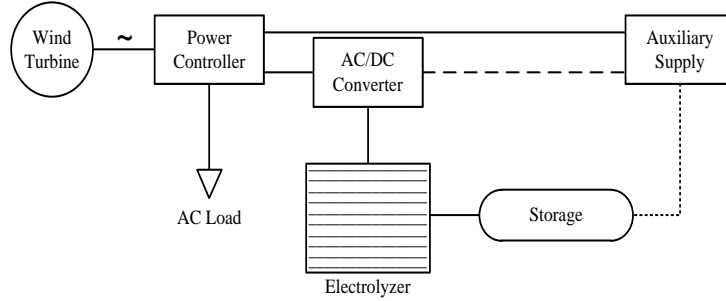 Wind
Turbine
~
Power
Controller
AC/DC
Converter
Auxiliary
Supply
AC Load
Storage
Electrolyzer